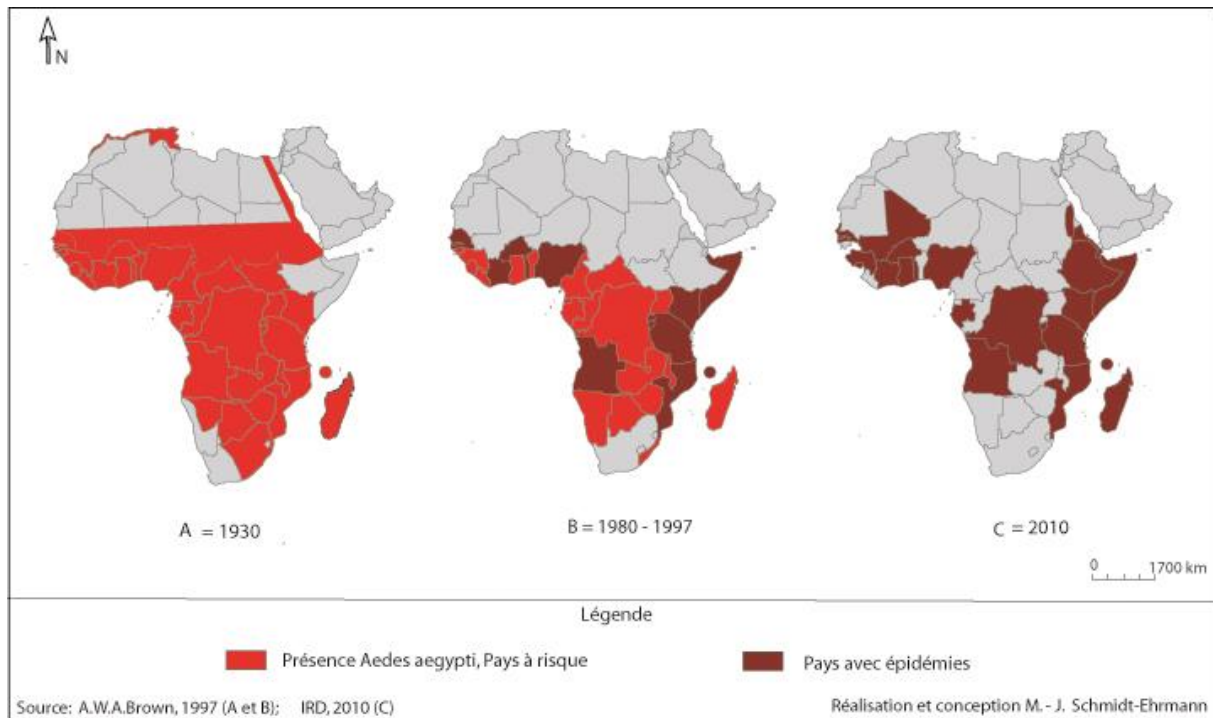 N
A = 1930
B = 1980 - 1997
C = 2010
0 1700 km
Légende
Présence Aedes aegypti, Pays à risque
Pays avec épidémies
Source: A.W.A.Brown, 1997 (A et B); IRD, 2010 (C)
Réalisation et conception M. - J. Schmidt-Ehrmann